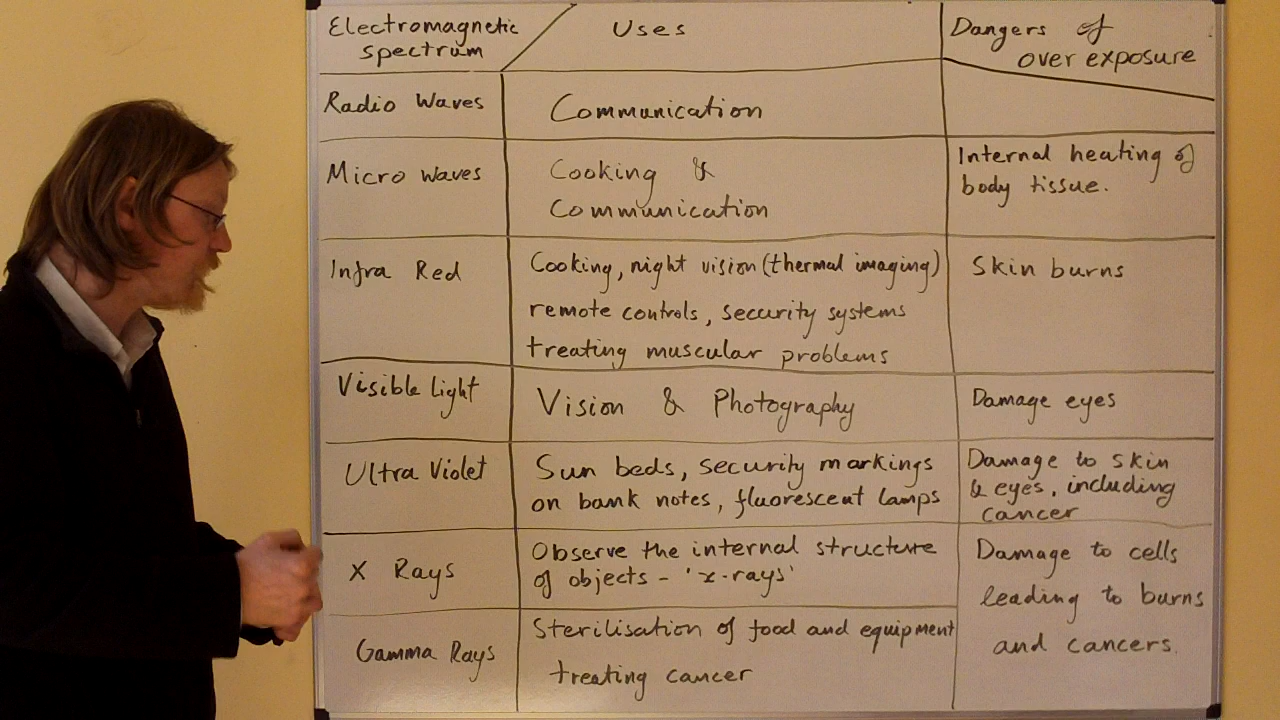 Electromagnetic
spectrum
Uses
Dangers of
over exposure
Radio Waves
Communication
Micro waves
Cooking &
Communication
Internal heating of
body tissue.
Infra Red
Cooking, night vision (thermal imaging)
remote controls, security systems
treating muscular problems
Skin burns
Visible Light
Vision & Photography
Damage eyes
Ultra Violet
Sun beds, security markings
on bank notes, fluorescent lamps
Damage to skin
& eyes, including
cancer
X Rays
Observe the internal structure
of objects - 'x-rays'
Damage to cells
leading to burns
and cancers.
Gamma Rays
Sterilisation of food and equipment
treating cancer